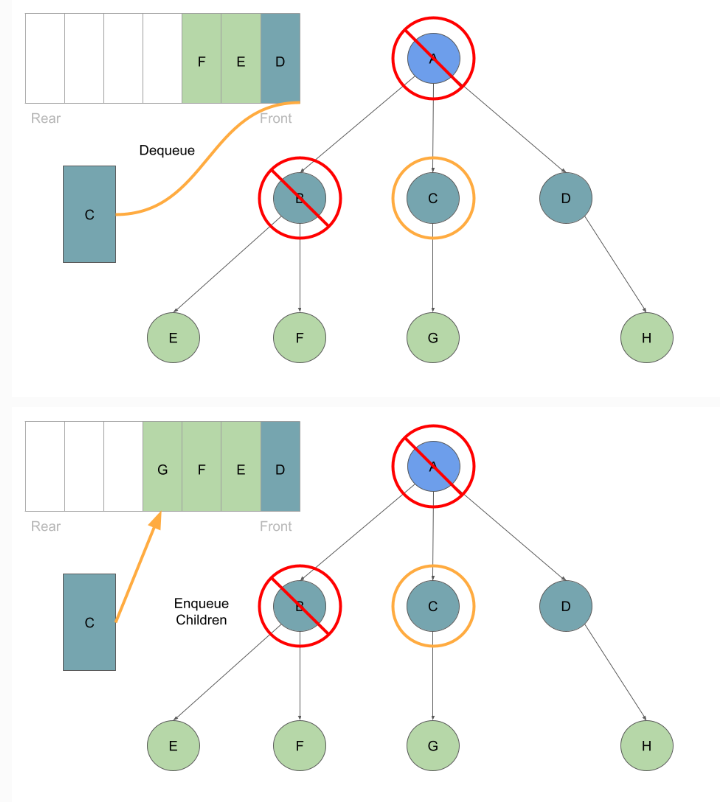 F E D
A
Rear Front
Dequeue
C
B C D
E F G H
G F E D
A
Rear Front
C
Enqueue
Children
B C D
E F G H